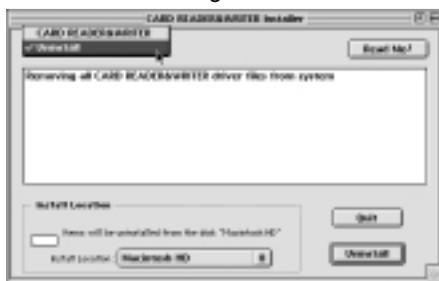 CARD READER&WRITER Installer
CARD READER&WRITER
✓ Uninstall
Read Me?
Removing all CARD READER&WRITER driver files from system
Install Location
Items will be uninstalled from the disk "Macintosh HD"
Install Location: Macintosh HD
Quit
Uninstall